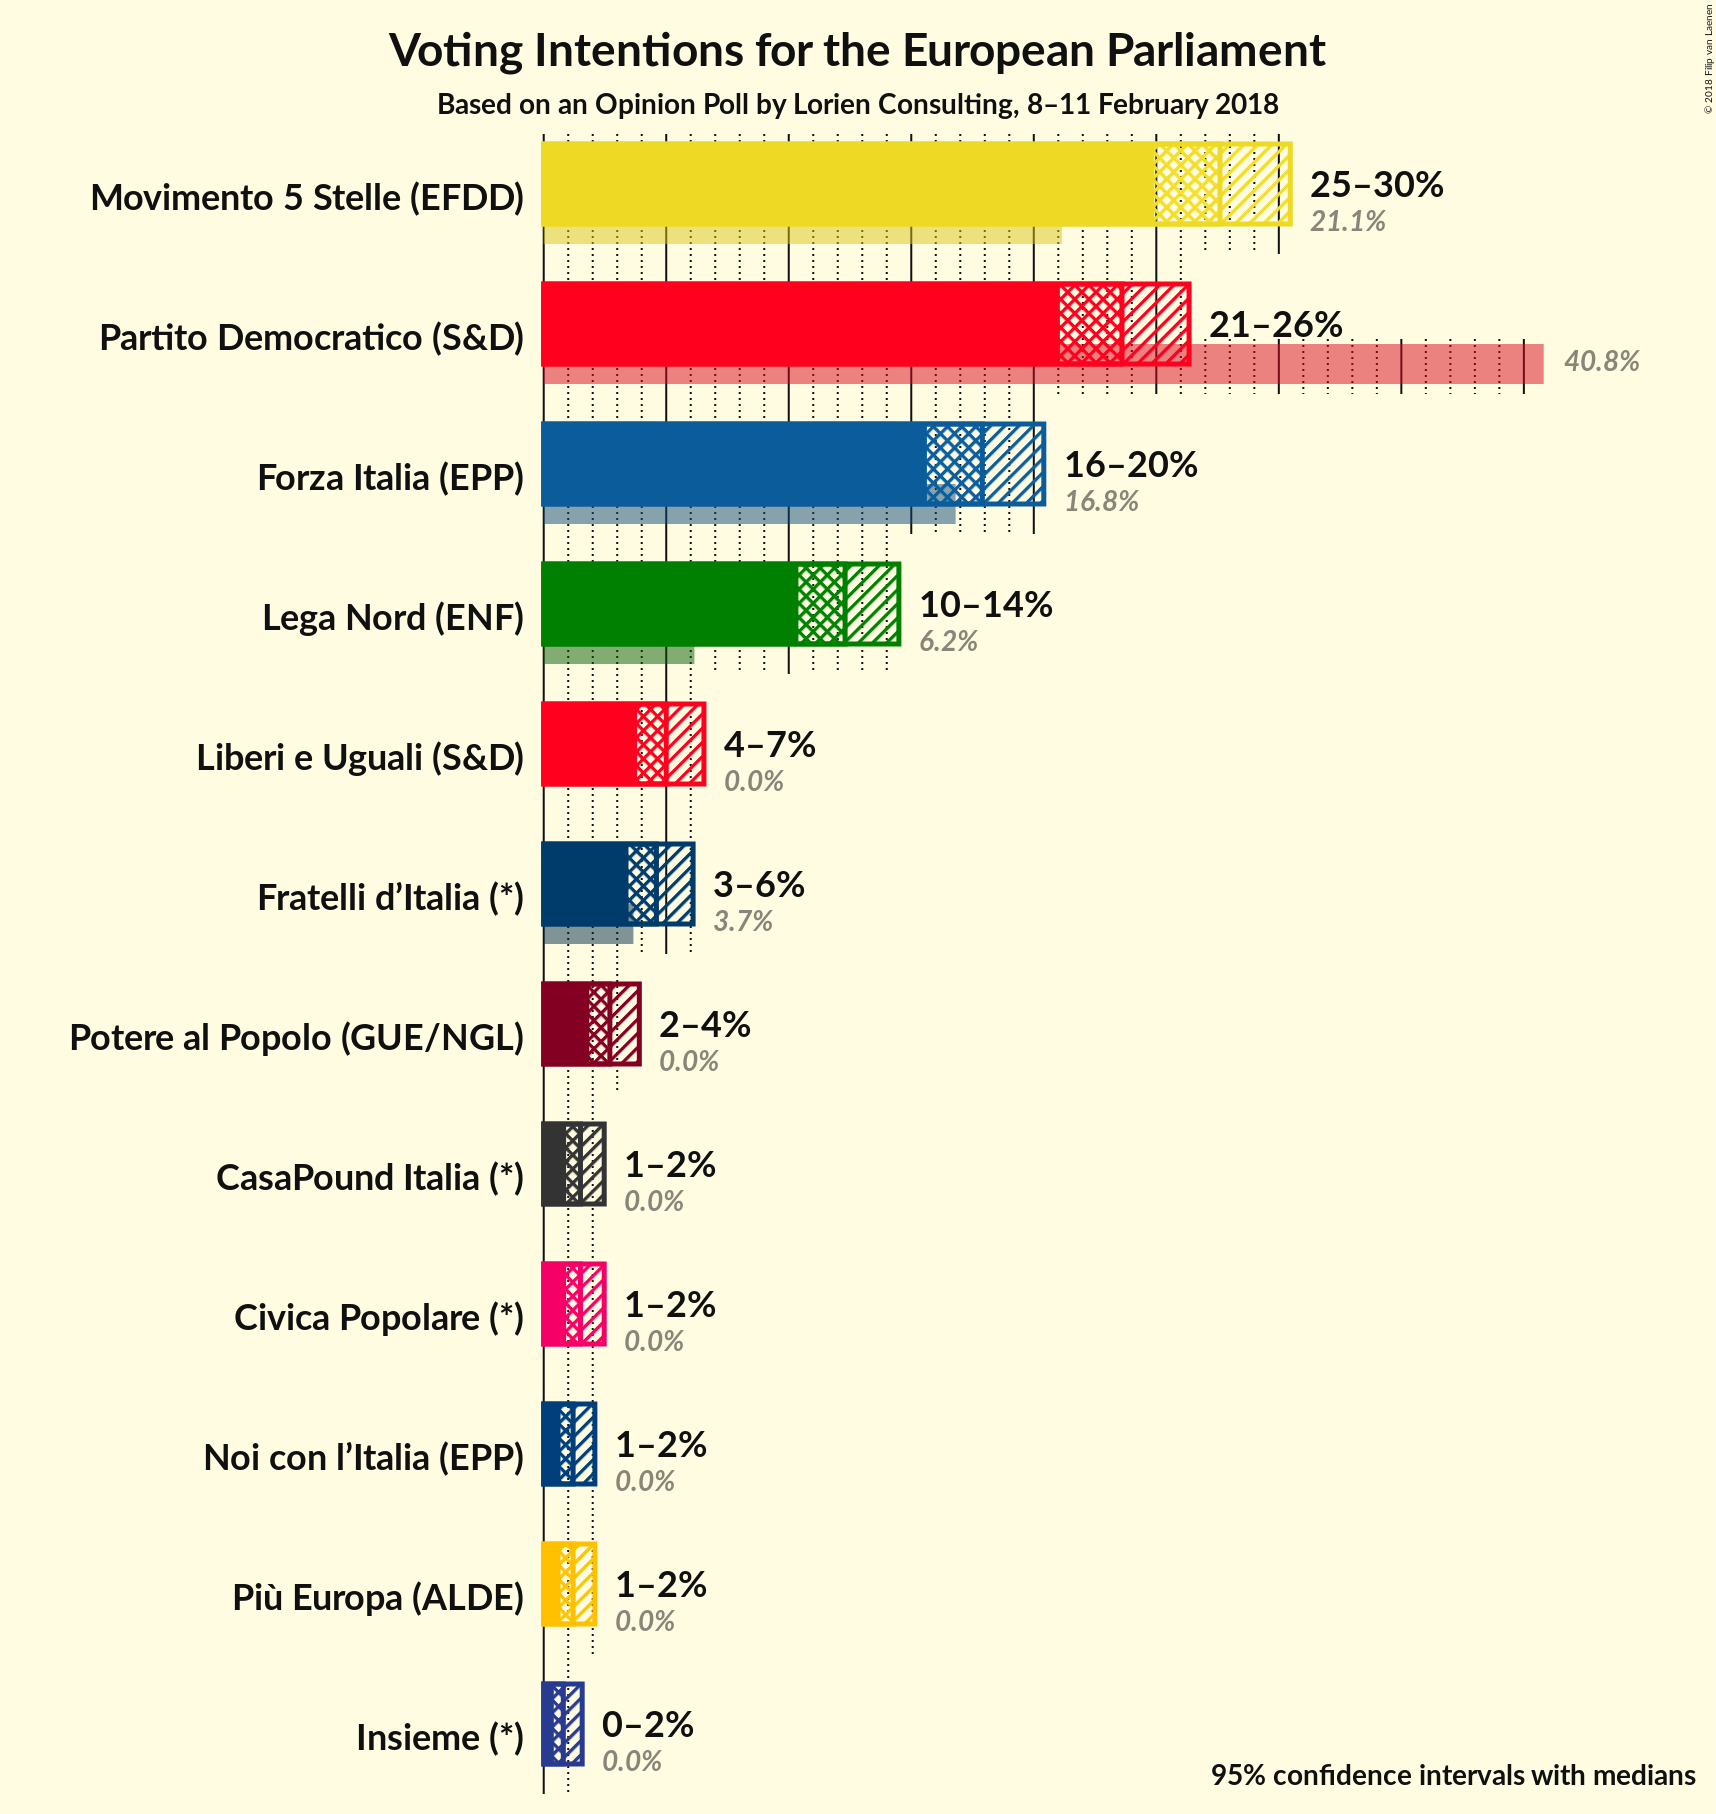 Voting Intentions for the European Parliament
Based on an Opinion Poll by Lorien Consulting, 8–11 February 2018
© 2018 Filip van Laenen
Movimento 5 Stelle (EFDD)
25–30%
21.1%
Partito Democratico (S&D)
21–26%
40.8%
Forza Italia (EPP)
16–20%
16.8%
Lega Nord (ENF)
10–14%
6.2%
Liberi e Uguali (S&D)
4–7%
0.0%
Fratelli d’Italia (*)
3–6%
3.7%
Potere al Popolo (GUE/NGL)
2–4%
0.0%
CasaPound Italia (*)
1–2%
0.0%
Civica Popolare (*)
1–2%
0.0%
Noi con l’Italia (EPP)
1–2%
0.0%
Più Europa (ALDE)
1–2%
0.0%
Insieme (*)
0–2%
0.0%
95% confidence intervals with medians